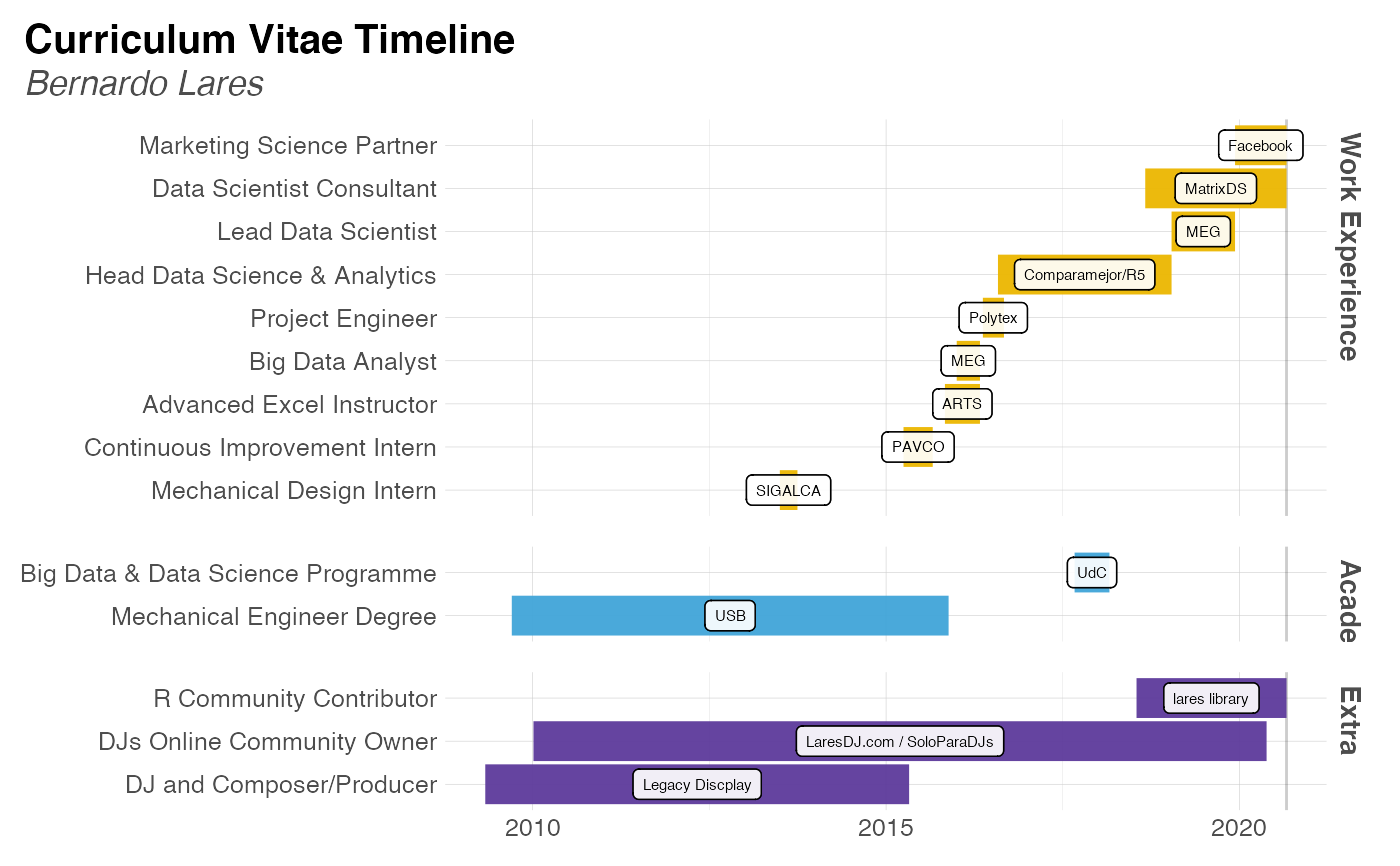 Curriculum Vitae Timeline
Bernardo Lares
Marketing Science Partner
Facebook
Data Scientist Consultant
MatrixDS
Lead Data Scientist
MEG
Head Data Science & Analytics
Comparamejor/R5
Project Engineer
Polytex
Big Data Analyst
MEG
Advanced Excel Instructor
ARTS
Continuous Improvement Intern
PAVCO
Mechanical Design Intern
SIGALCA
Work Experience
Big Data & Data Science Programme
UdC
Mechanical Engineer Degree
USB
Acade
R Community Contributor
lares library
DJs Online Community Owner
LaresDJ.com / SoloParaDJs
DJ and Composer/Producer
Legacy Discplay
Extra
2010 2015 2020